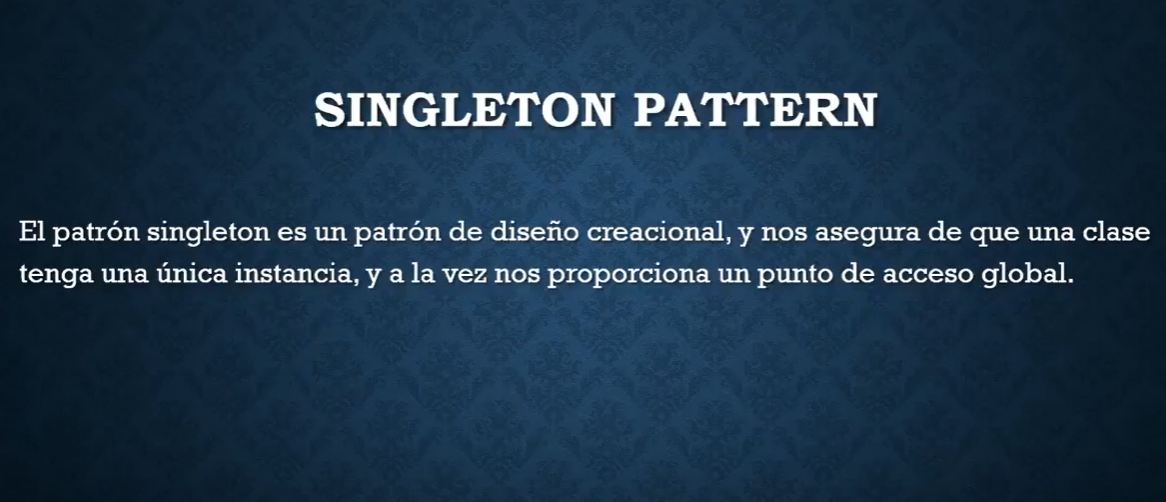 SINGLETON PATTERN
El patrón singleton es un patrón de diseño creacional, y nos asegura de que una clase
tenga una única instancia, y a la vez nos proporciona un punto de acceso global.